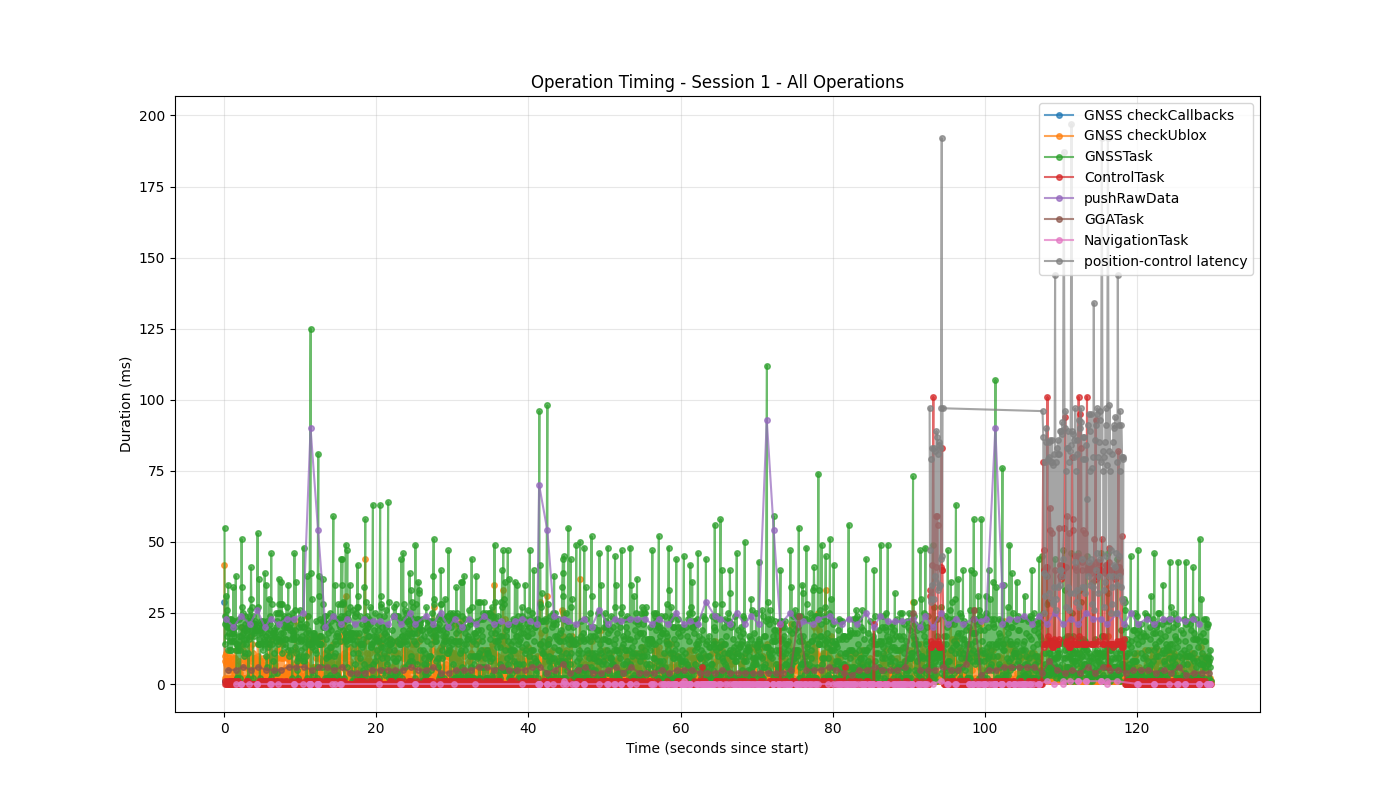 Operation Timing - Session 1 - All Operations
200
175
150
125
100
75
50
25
0
Duration (ms)
GNSS checkCallbacks
GNSS checkUblox
GNSSTask
ControlTask
pushRawData
GGATask
NavigationTask
position-control latency
0 20 40 60 80 100 120
Time (seconds since start)